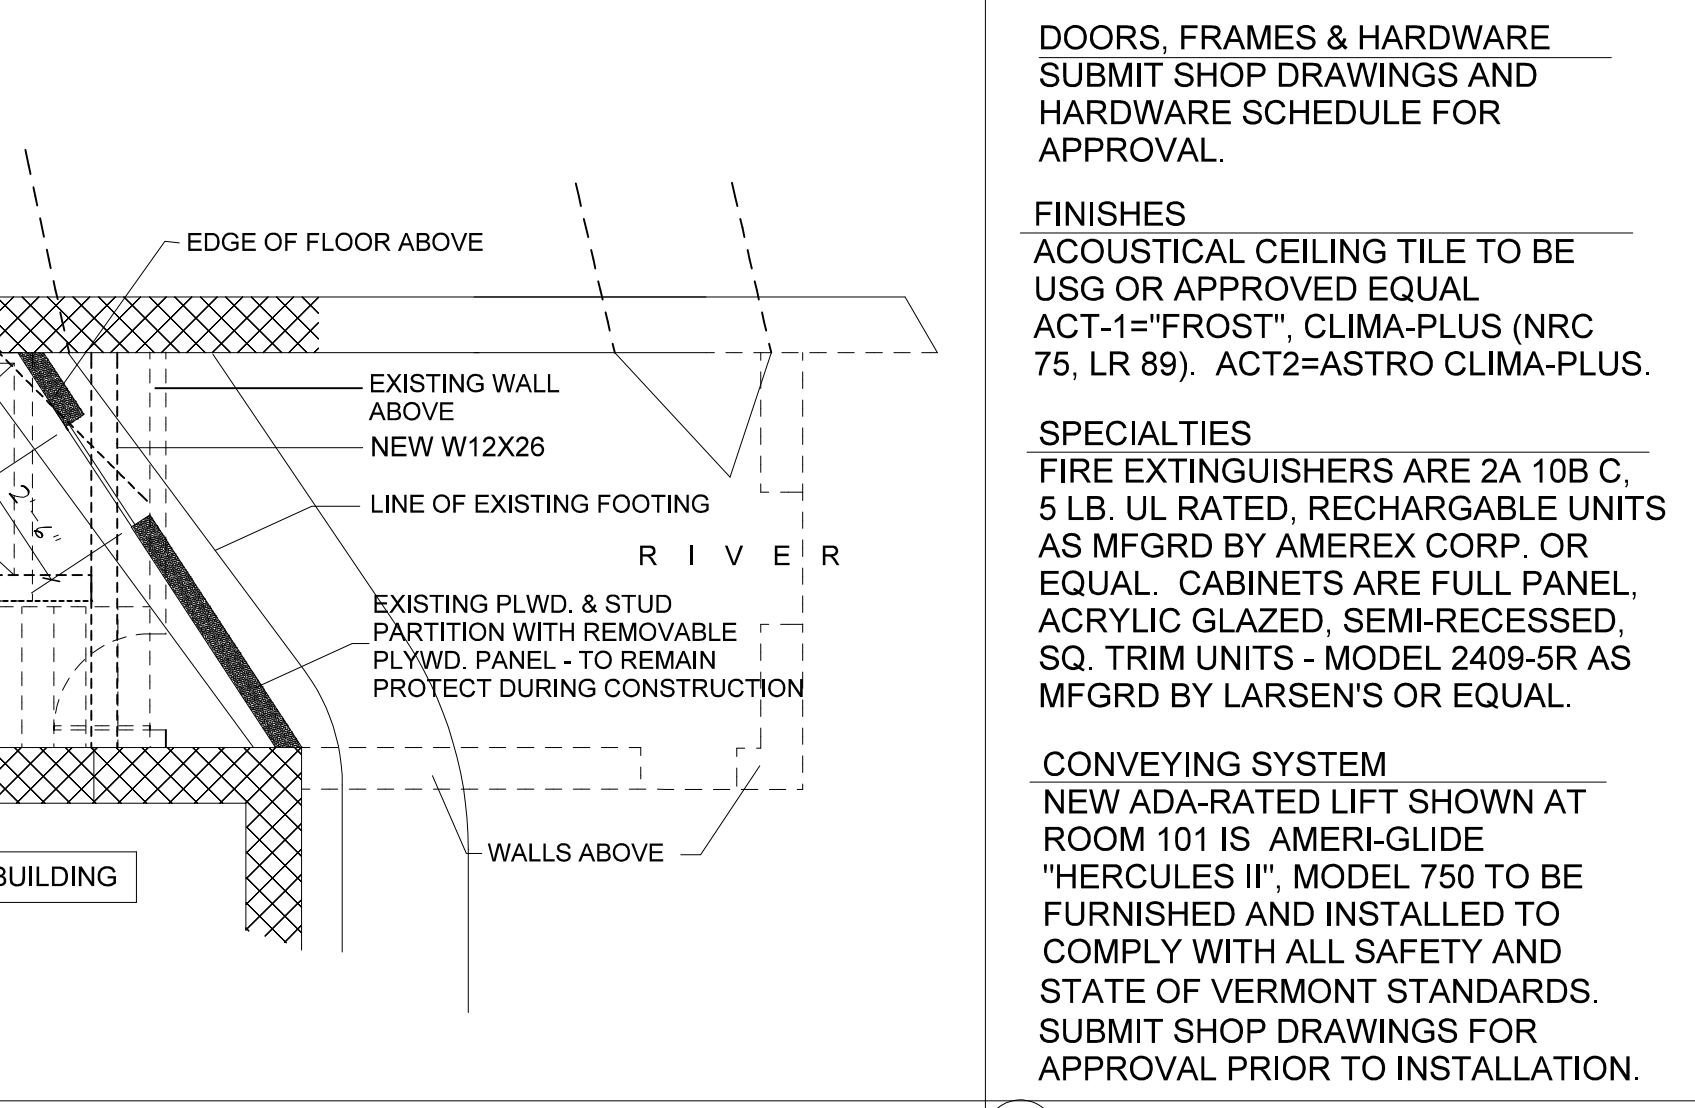 EDGE OF FLOOR ABOVE
EXISTING WALL
ABOVE
NEW W12X26
LINE OF EXISTING FOOTING
2'-6"
R I V E R
EXISTING PLWD. & STUD
PARTITION WITH REMOVABLE
PLYWD. PANEL - TO REMAIN
PROTECT DURING CONSTRUCTION
WALLS ABOVE
BUILDING
DOORS, FRAMES & HARDWARE
SUBMIT SHOP DRAWINGS AND
HARDWARE SCHEDULE FOR
APPROVAL.
FINISHES
ACOUSTICAL CEILING TILE TO BE
USG OR APPROVED EQUAL
ACT-1="FROST", CLIMA-PLUS (NRC
75, LR 89).  ACT2=ASTRO CLIMA-PLUS.
SPECIALTIES
FIRE EXTINGUISHERS ARE 2A 10B C,
5 LB. UL RATED, RECHARGABLE UNITS
AS MFGRD BY AMEREX CORP. OR
EQUAL.  CABINETS ARE FULL PANEL,
ACRYLIC GLAZED, SEMI-RECESSED,
SQ. TRIM UNITS - MODEL 2409-5R AS
MFGRD BY LARSEN'S OR EQUAL.
CONVEYING SYSTEM
NEW ADA-RATED LIFT SHOWN AT
ROOM 101 IS  AMERI-GLIDE
"HERCULES II", MODEL 750 TO BE
FURNISHED AND INSTALLED TO
COMPLY WITH ALL SAFETY AND
STATE OF VERMONT STANDARDS.
SUBMIT SHOP DRAWINGS FOR
APPROVAL PRIOR TO INSTALLATION.